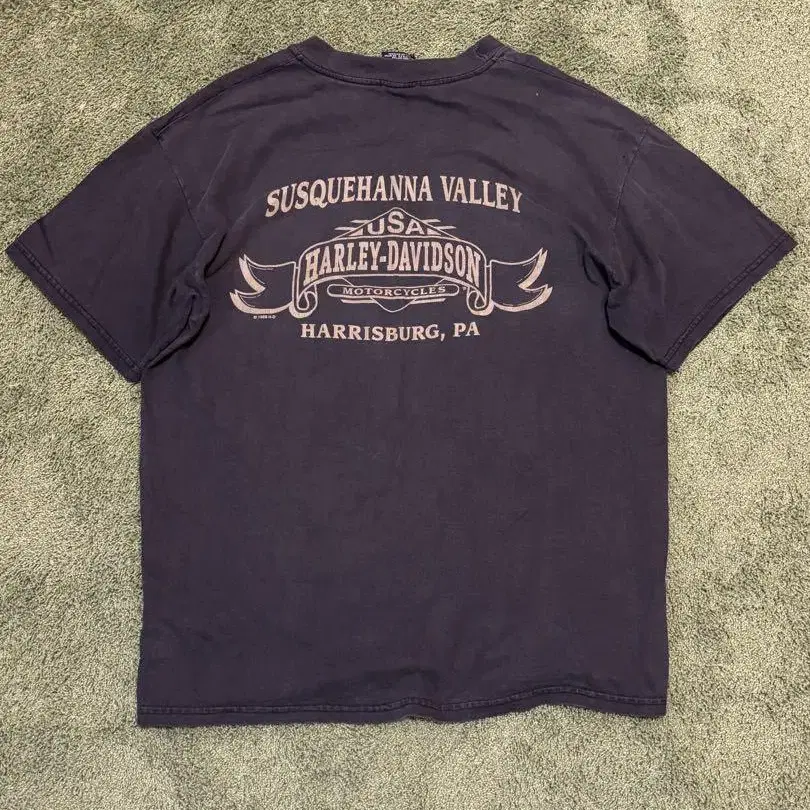 SUSQUEHANNA VALLEY
USA
HARLEY-DAVIDSON
MOTORCYCLES
HARRISBURG, PA